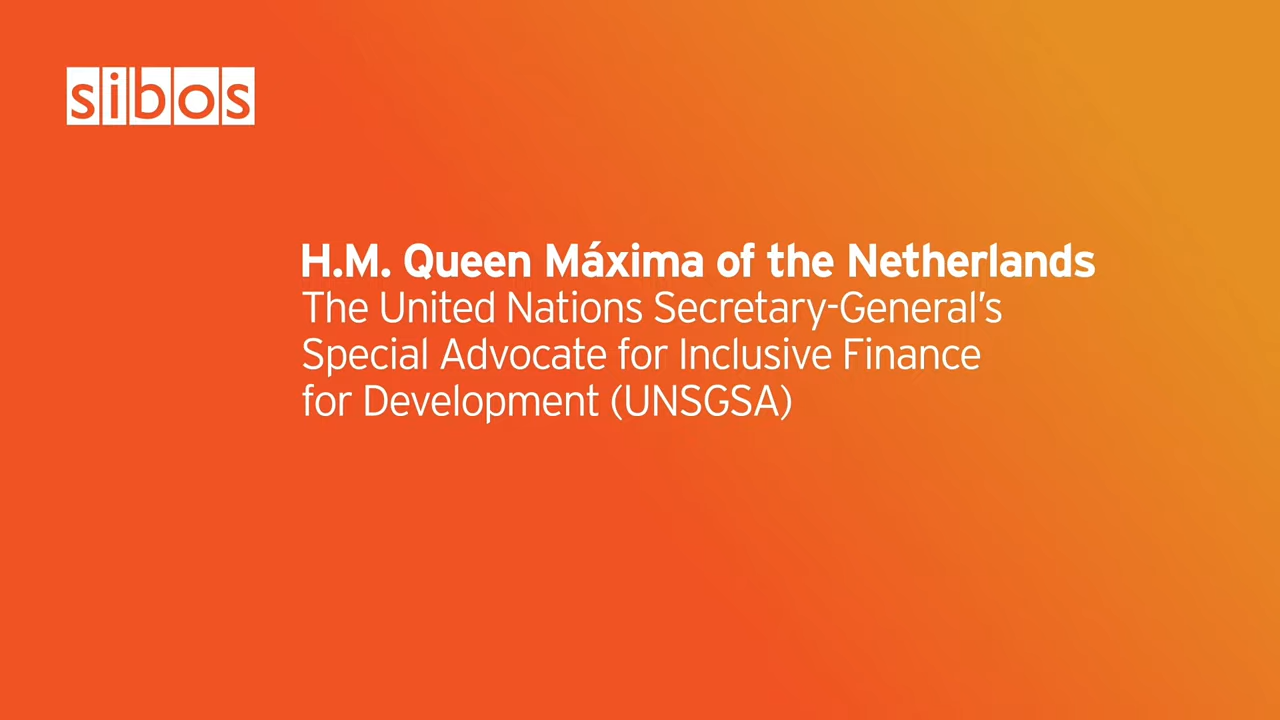 sibos
H.M. Queen Máxima of the Netherlands
The United Nations Secretary-General's
Special Advocate for Inclusive Finance
for Development (UNSGSA)